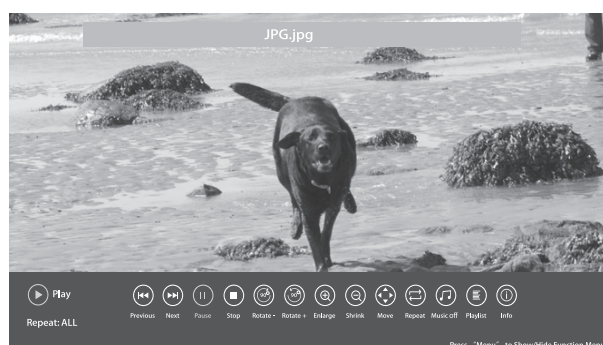 JPG.jpg
Play
Previous Next Pause Stop Rotate - Rotate + Enlarge Shrink Move Repeat Music off Playlist Info
Repeat: ALL
Press “Menu” to Show/Hide Function Menu